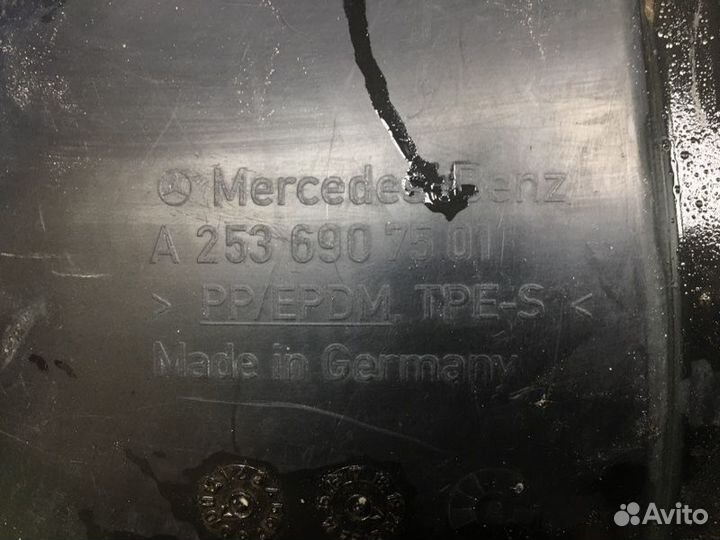 Mercedes-Benz
A 253 690 75 01
> PP/EPDM, TPE-S <
Made in Germany
Avito